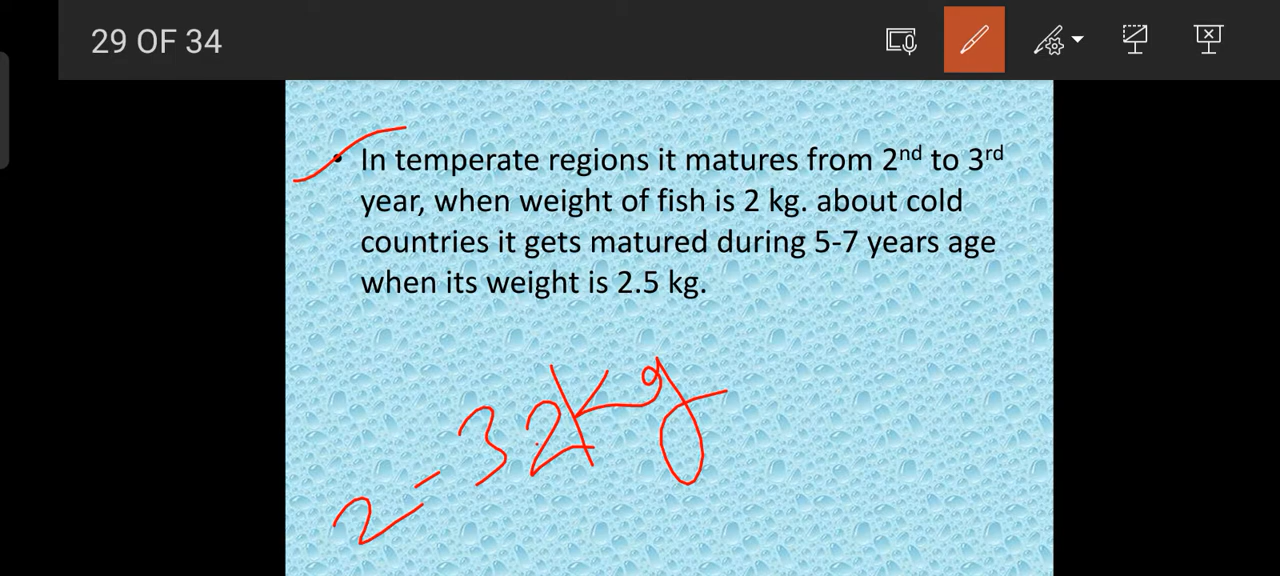 29 OF 34
• In temperate regions it matures from 2nd to 3rd
year, when weight of fish is 2 kg. about cold
countries it gets matured during 5-7 years age
when its weight is 2.5 kg.
2-3 2kg